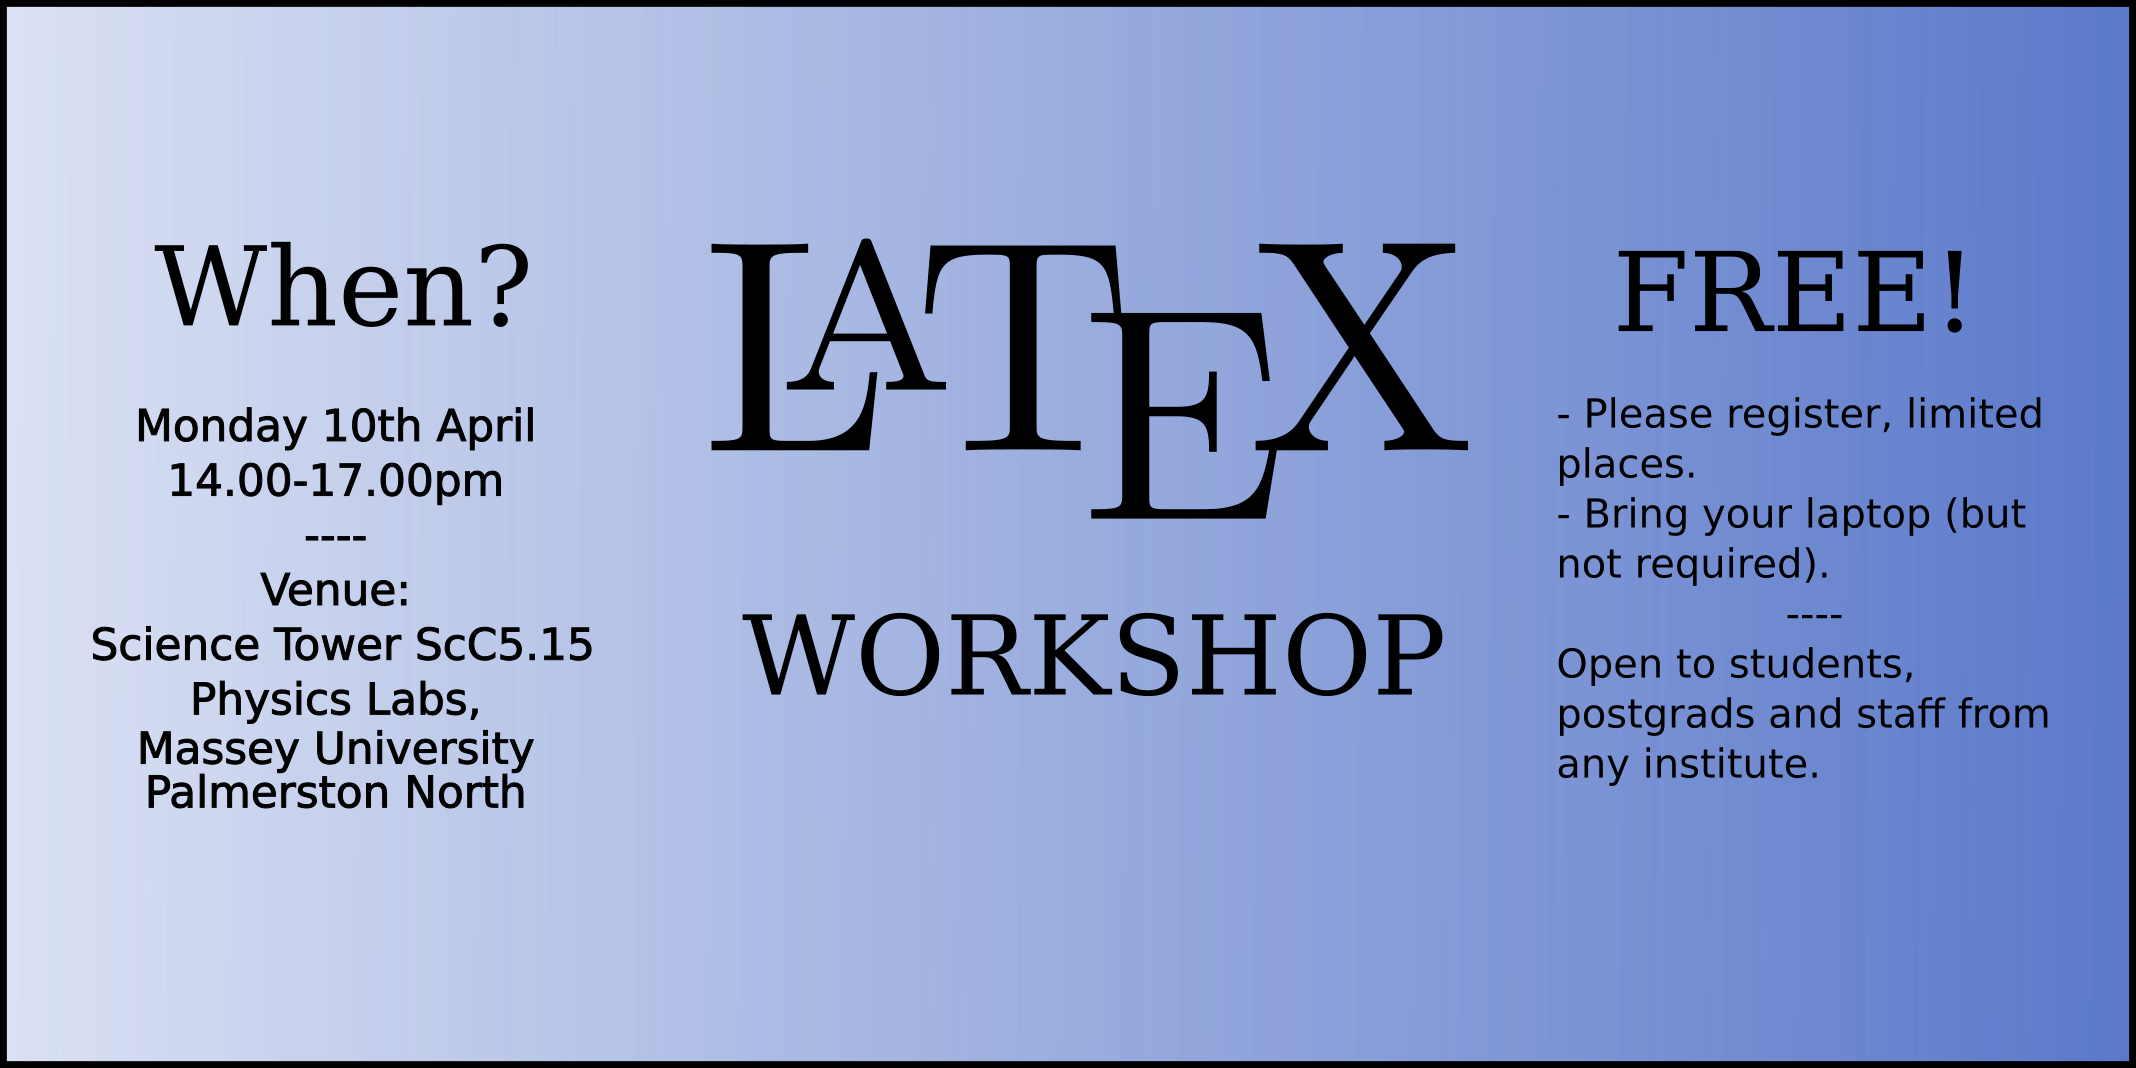 When?
Monday 10th April
14.00-17.00pm
----
Venue:
Science Tower ScC5.15
Physics Labs,
Massey University
Palmerston North
LATEX
WORKSHOP
FREE!
- Please register, limited
places.
- Bring your laptop (but
not required).
----
Open to students,
postgrads and staff from
any institute.